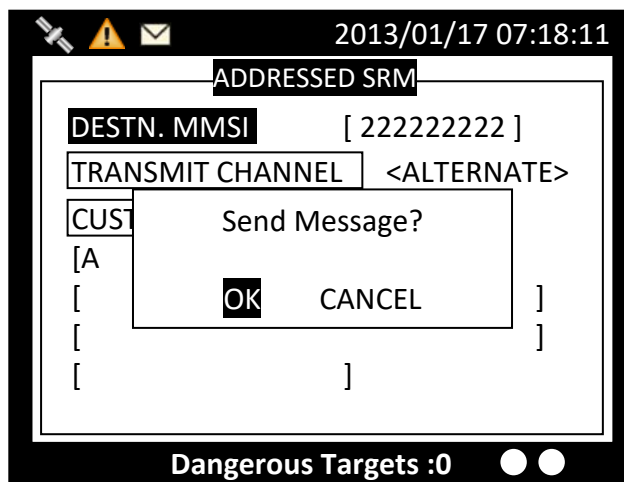 2013/01/17 07:18:11
ADDRESSED SRM
DESTN. MMSI [ 222222222 ]
TRANSMIT CHANNEL <ALTERNATE>
CUST
Send Message?
[A
OK CANCEL
[ ]
[ ]
[ ]
Dangerous Targets :0